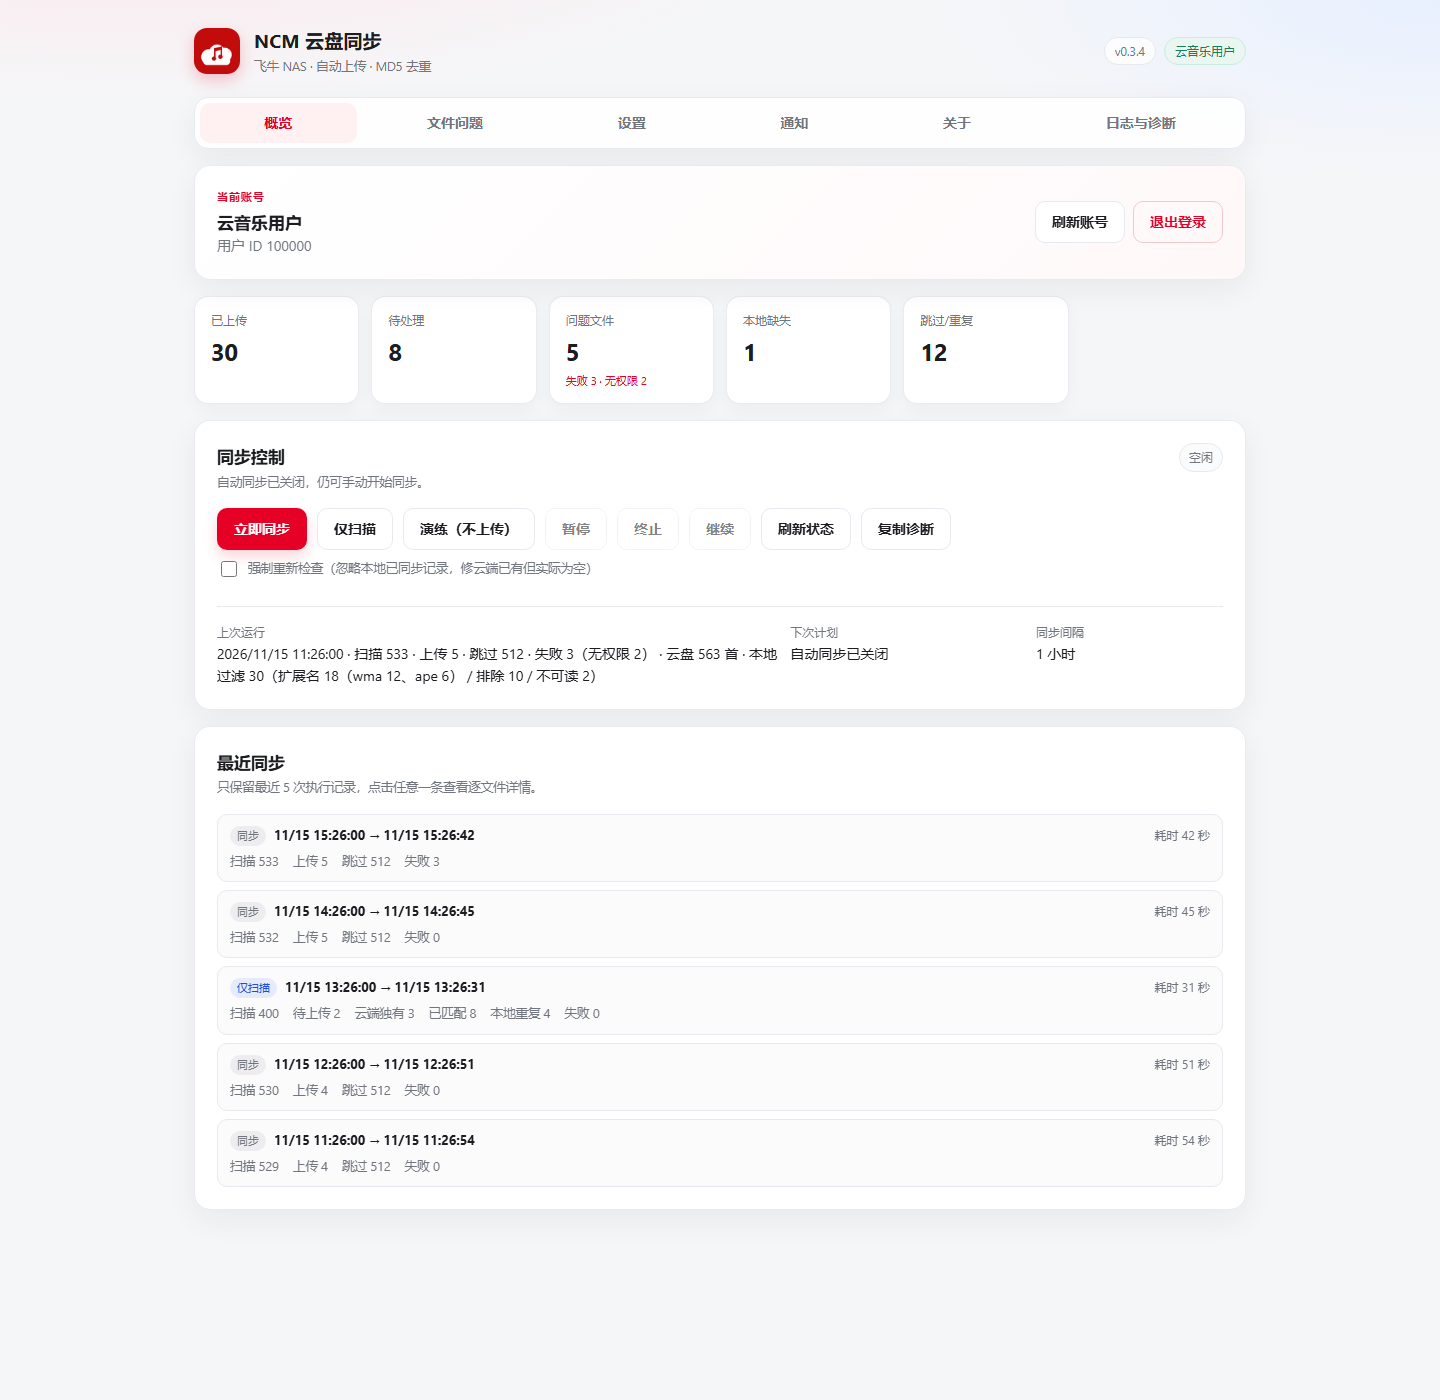 NCM 云盘同步
飞牛 NAS · 自动上传 · MD5 去重
v0.3.4
云音乐用户
概览
文件问题
设置
通知
关于
日志与诊断
当前账号
云音乐用户
用户 ID 100000
刷新账号
退出登录
已上传
30
待处理
8
问题文件
5
失败 3 · 无权限 2
本地缺失
1
跳过/重复
12
同步控制
空闲
自动同步已关闭，仍可手动开始同步。
立即同步
仅扫描
演练（不上传）
暂停
终止
继续
刷新状态
复制诊断
强制重新检查（忽略本地已同步记录，修云端已有但实际为空）
上次运行
2026/11/15 11:26:00 · 扫描 533 · 上传 5 · 跳过 512 · 失败 3（无权限 2） · 云盘 563 首 · 本地
过滤 30（扩展名 18（wma 12、ape 6） / 排除 10 / 不可读 2）
下次计划
自动同步已关闭
同步间隔
1 小时
最近同步
只保留最近 5 次执行记录，点击任意一条查看逐文件详情。
同步 11/15 15:26:00 → 11/15 15:26:42 耗时 42 秒
扫描 533 上传 5 跳过 512 失败 3
同步 11/15 14:26:00 → 11/15 14:26:45 耗时 45 秒
扫描 532 上传 5 跳过 512 失败 0
仅扫描 11/15 13:26:00 → 11/15 13:26:31 耗时 31 秒
扫描 400 待上传 2 云端独有 3 已匹配 8 本地重复 4 失败 0
同步 11/15 12:26:00 → 11/15 12:26:51 耗时 51 秒
扫描 530 上传 4 跳过 512 失败 0
同步 11/15 11:26:00 → 11/15 11:26:54 耗时 54 秒
扫描 529 上传 4 跳过 512 失败 0